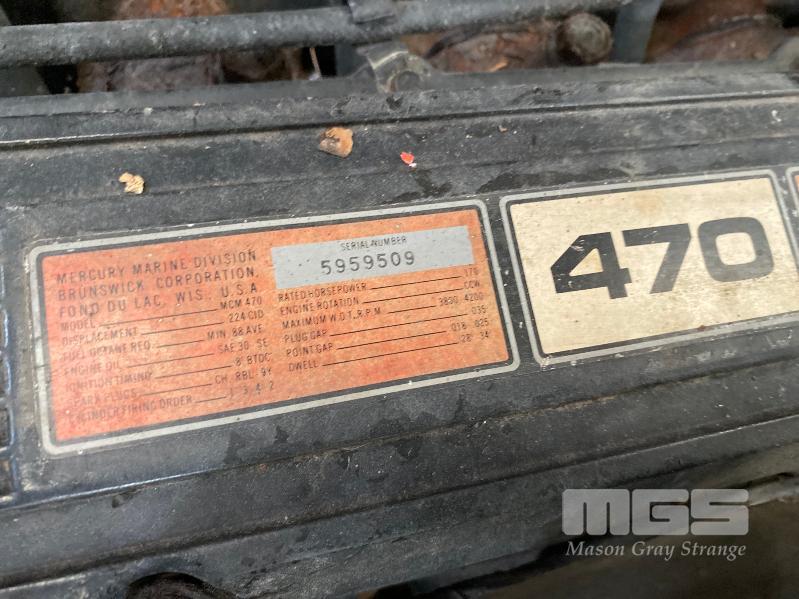 MERCURY MARINE DIVISION
BRUNSWICK CORPORATION,
FOND DU LAC, WIS., U.S.A
MODEL MCM 470
DISPLACEMENT 224 CID
FUEL OCTANE REQ. MIN. 88 AVE.
ENGINE OIL SAE 30 - SE
IGNITION TIMING 8° BTDC
SPARK PLUGS CH RBL-9Y
CYLINDER FIRING ORDER 1 3 4 2
SERIAL NUMBER
5959509
RATED HORSEPOWER 170
ENGINE ROTATION CCW
MAXIMUM W.O.T. R.P.M 3830-4200
PLUG GAP .035
POINT GAP .018-.025
DWELL 28-34
470
MGS
Mason Gray Strange